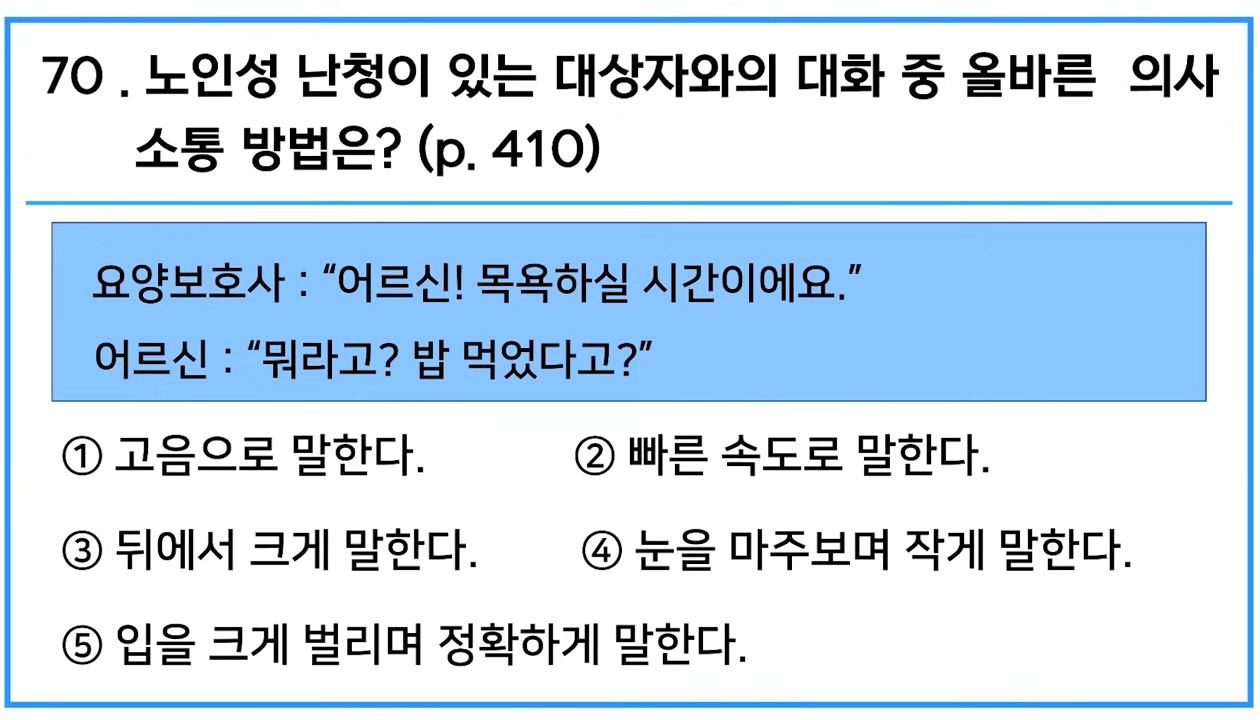 70 . 노인성 난청이 있는 대상자와의 대화 중 올바른 의사
소통 방법은? (p. 410)
요양보호사 : “어르신! 목욕하실 시간이에요.”
어르신 : “뭐라고? 밥 먹었다고?”
① 고음으로 말한다. ② 빠른 속도로 말한다.
③ 뒤에서 크게 말한다. ④ 눈을 마주보며 작게 말한다.
⑤ 입을 크게 벌리며 정확하게 말한다.